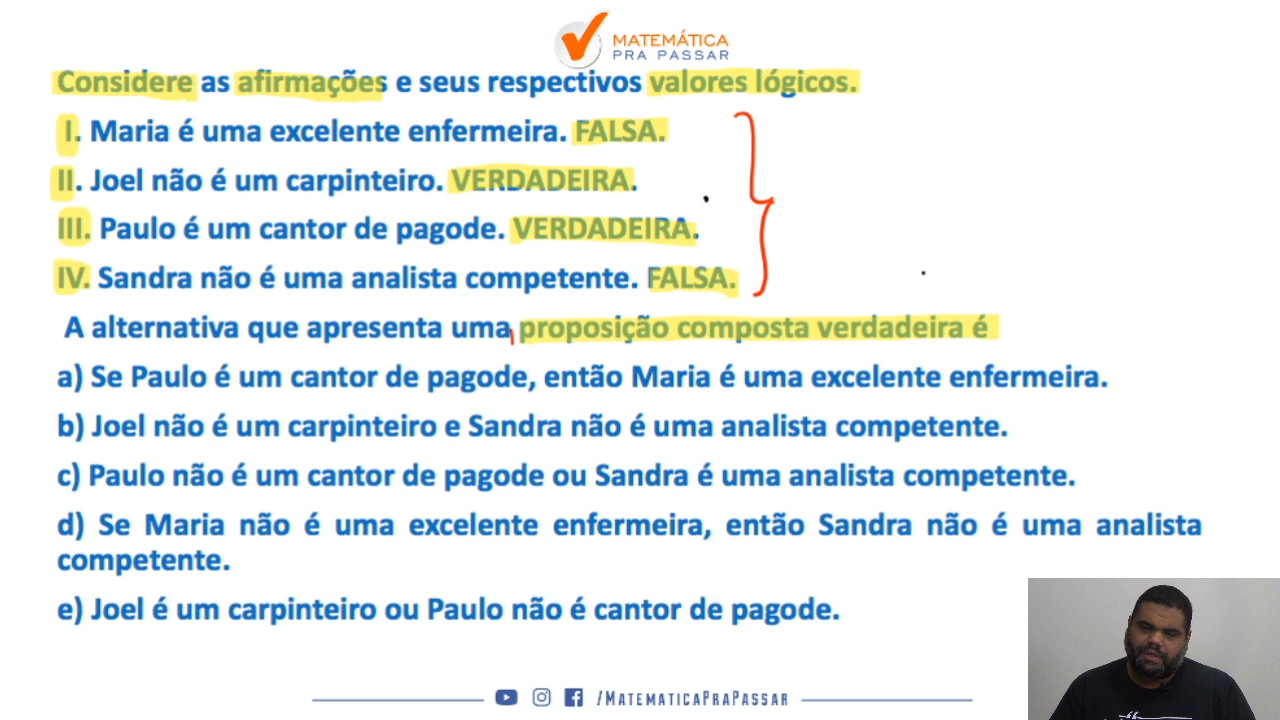 MATEMÁTICA
PRA PASSAR
Considere as afirmações e seus respectivos valores lógicos.
I. Maria é uma excelente enfermeira. FALSA.
II. Joel não é um carpinteiro. VERDADEIRA.
III. Paulo é um cantor de pagode. VERDADEIRA.
IV. Sandra não é uma analista competente. FALSA.
A alternativa que apresenta uma proposição composta verdadeira é
a) Se Paulo é um cantor de pagode, então Maria é uma excelente enfermeira.
b) Joel não é um carpinteiro e Sandra não é uma analista competente.
c) Paulo não é um cantor de pagode ou Sandra é uma analista competente.
d) Se Maria não é uma excelente enfermeira, então Sandra não é uma analista
competente.
e) Joel é um carpinteiro ou Paulo não é cantor de pagode.
/MATEMATICAPRAPASSAR